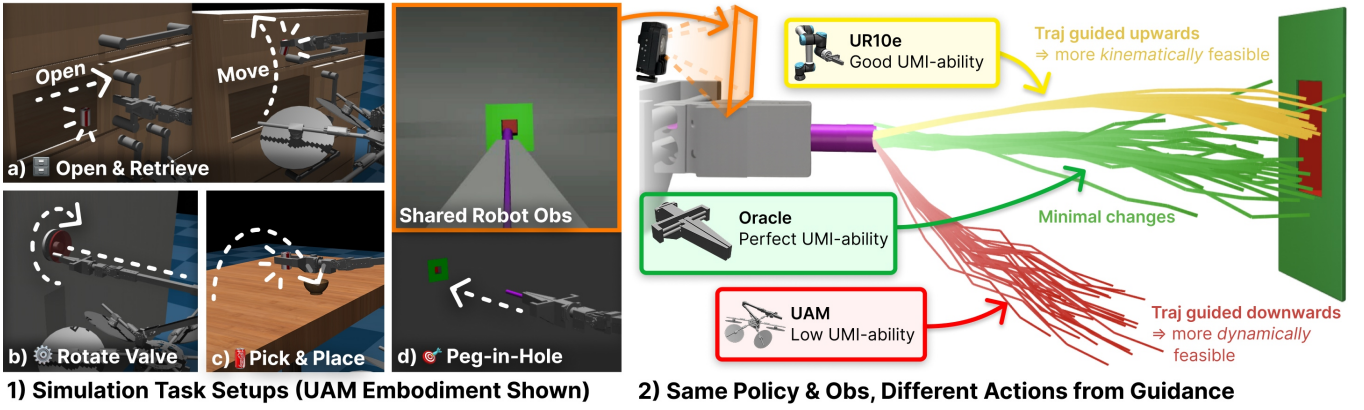 Open
Move
a) Open & Retrieve
b) Rotate Valve
c) Pick & Place
Shared Robot Obs
d) Peg-in-Hole
1) Simulation Task Setups (UAM Embodiment Shown)
UR10e
Good UMI-ability
Traj guided upwards
⇒ more kinematically feasible
Oracle
Perfect UMI-ability
Minimal changes
UAM
Low UMI-ability
Traj guided downwards
⇒ more dynamically
feasible
2) Same Policy & Obs, Different Actions from Guidance